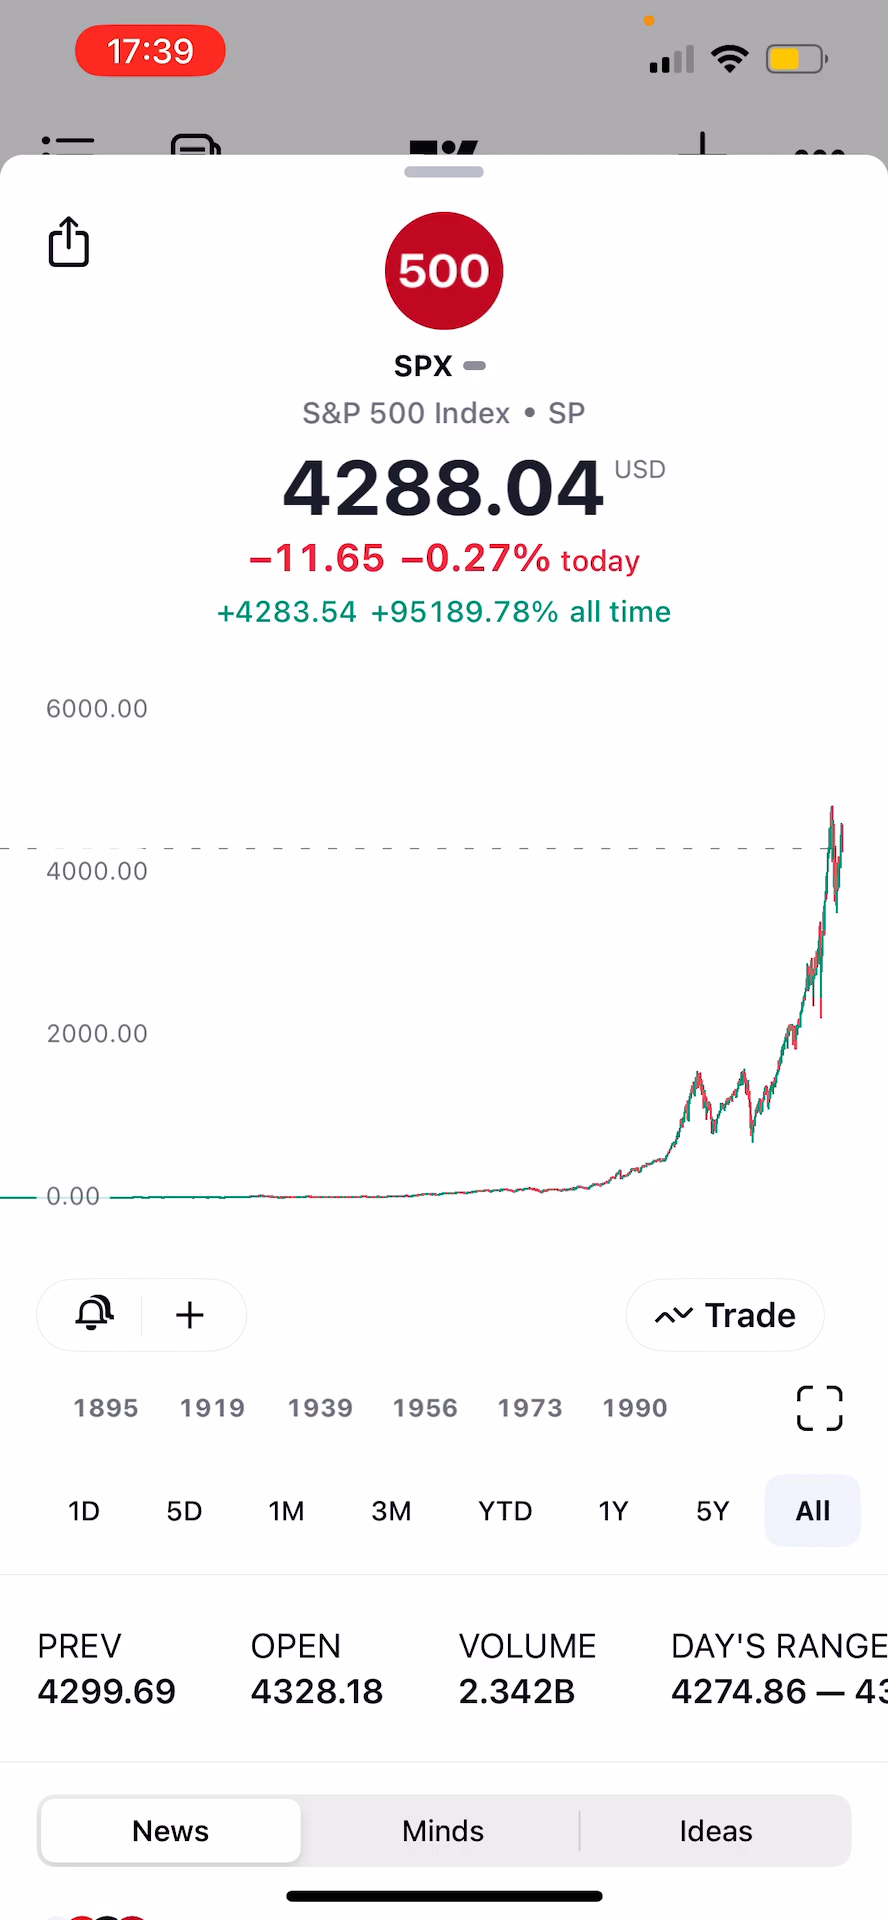 17:39
500
SPX
S&P 500 Index • SP
4288.04 USD
−11.65 −0.27% today
+4283.54 +95189.78% all time
6000.00
4000.00
2000.00
0.00
Trade
1895 1919 1939 1956 1973 1990
1D 5D 1M 3M YTD 1Y 5Y All
PREV OPEN VOLUME DAY'S RANGE
4299.69 4328.18 2.342B 4274.86 — 43
News Minds Ideas